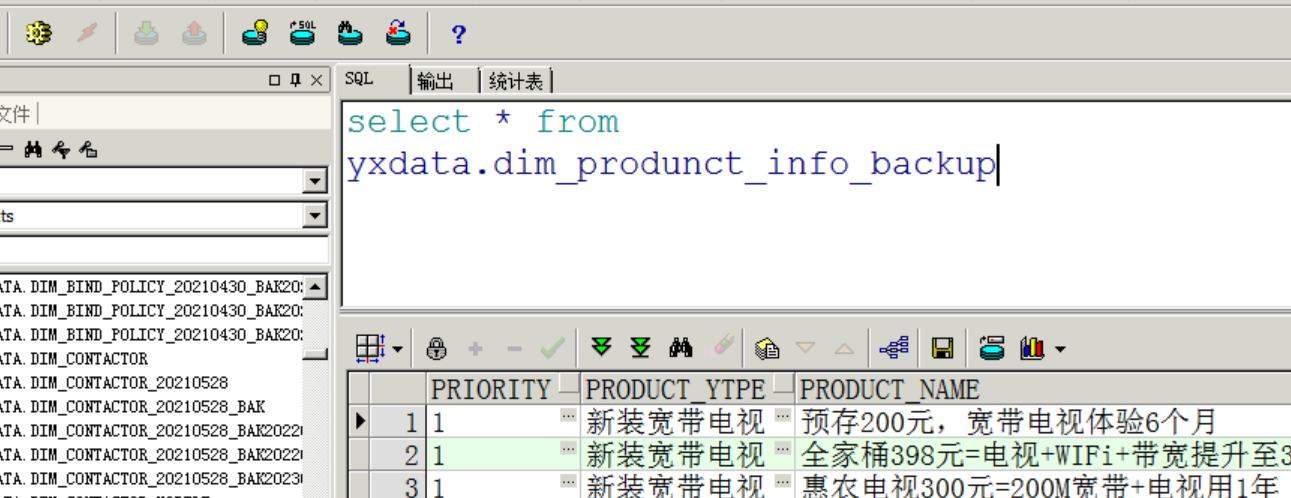 SQL
?
SQL
输出
统计表
文件
select * from
yxdata.dim_produnct_info_backup
ATA.DIM_BIND_POLICY_20210430_BAK20
ATA.DIM_BIND_POLICY_20210430_BAK20
ATA.DIM_BIND_POLICY_20210430_BAK20
ATA.DIM_CONTACTOR
ATA.DIM_CONTACTOR_20210528
ATA.DIM_CONTACTOR_20210528_BAK
ATA.DIM_CONTACTOR_20210528_BAK2022
ATA.DIM_CONTACTOR_20210528_BAK2022
ATA.DIM_CONTACTOR_20210528_BAK2023
PRIORITY PRODUCT_YTPE PRODUCT_NAME
1 1 ... 新装宽带电视 ... 预存200元，宽带电视体验6个月
2 1 ... 新装宽带电视 ... 全家桶398元=电视+WIFi+带宽提升至3
3 1 ... 新装宽带电视 ... 惠农电视300元=200M宽带+电视用1年